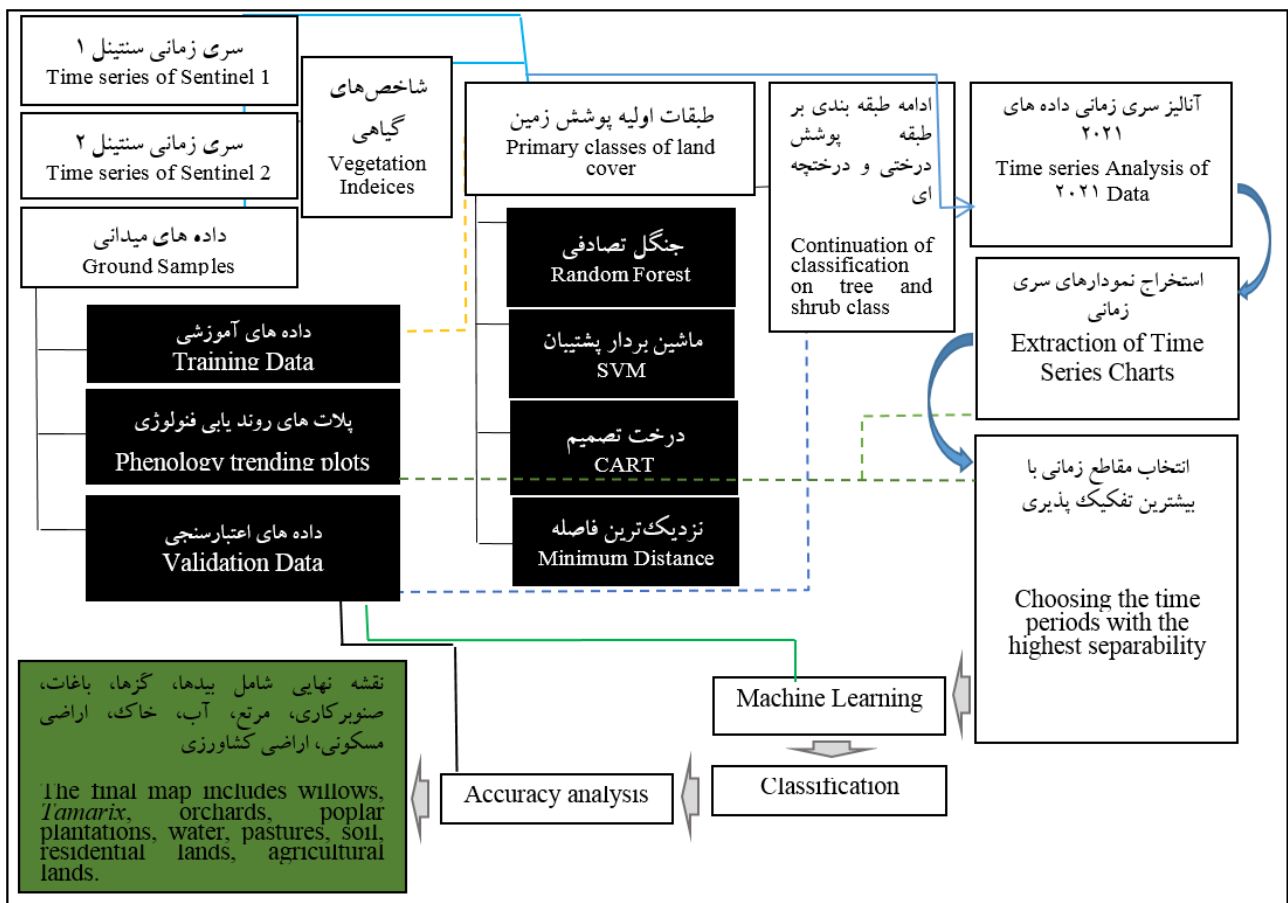 سری زمانی سنتینل ۱
Time series of Sentinel 1
سری زمانی سنتینل ۲
Time series of Sentinel 2
داده های میدانی
Ground Samples
شاخص‌های
گیاهی
Vegetation
Indeices
طبقات اولیه پوشش زمین
Primary classes of land
cover
ادامه طبقه بندی بر
طبقه پوشش
درختی و درختچه
ای
Continuation of
classification
on tree and
shrub class
آنالیز سری زمانی داده های
۲۰۲۱
Time series Analysis of
۲۰۲۱ Data
استخراج نمودارهای سری
زمانی
Extraction of Time
Series Charts
انتخاب مقاطع زمانی با
بیشترین تفکیک پذیری
Choosing the time
periods with the
highest separability
داده های آموزشی
Training Data
پلات های روند یابی فنولوژی
Phenology trending plots
داده های اعتبارسنجی
Validation Data
جنگل تصادفی
Random Forest
ماشین بردار پشتیبان
SVM
درخت تصمیم
CART
نزدیک‌ترین فاصله
Minimum Distance
Machine Learning
Classification
Accuracy analysis
نقشه نهایی شامل بیدها، گزها، باغات،
صنوبرکاری، مرتع، آب، خاک، اراضی
مسکونی، اراضی کشاورزی
The final map includes willows,
Tamarix, orchards, poplar
plantations, water, pastures, soil,
residential lands, agricultural
lands.